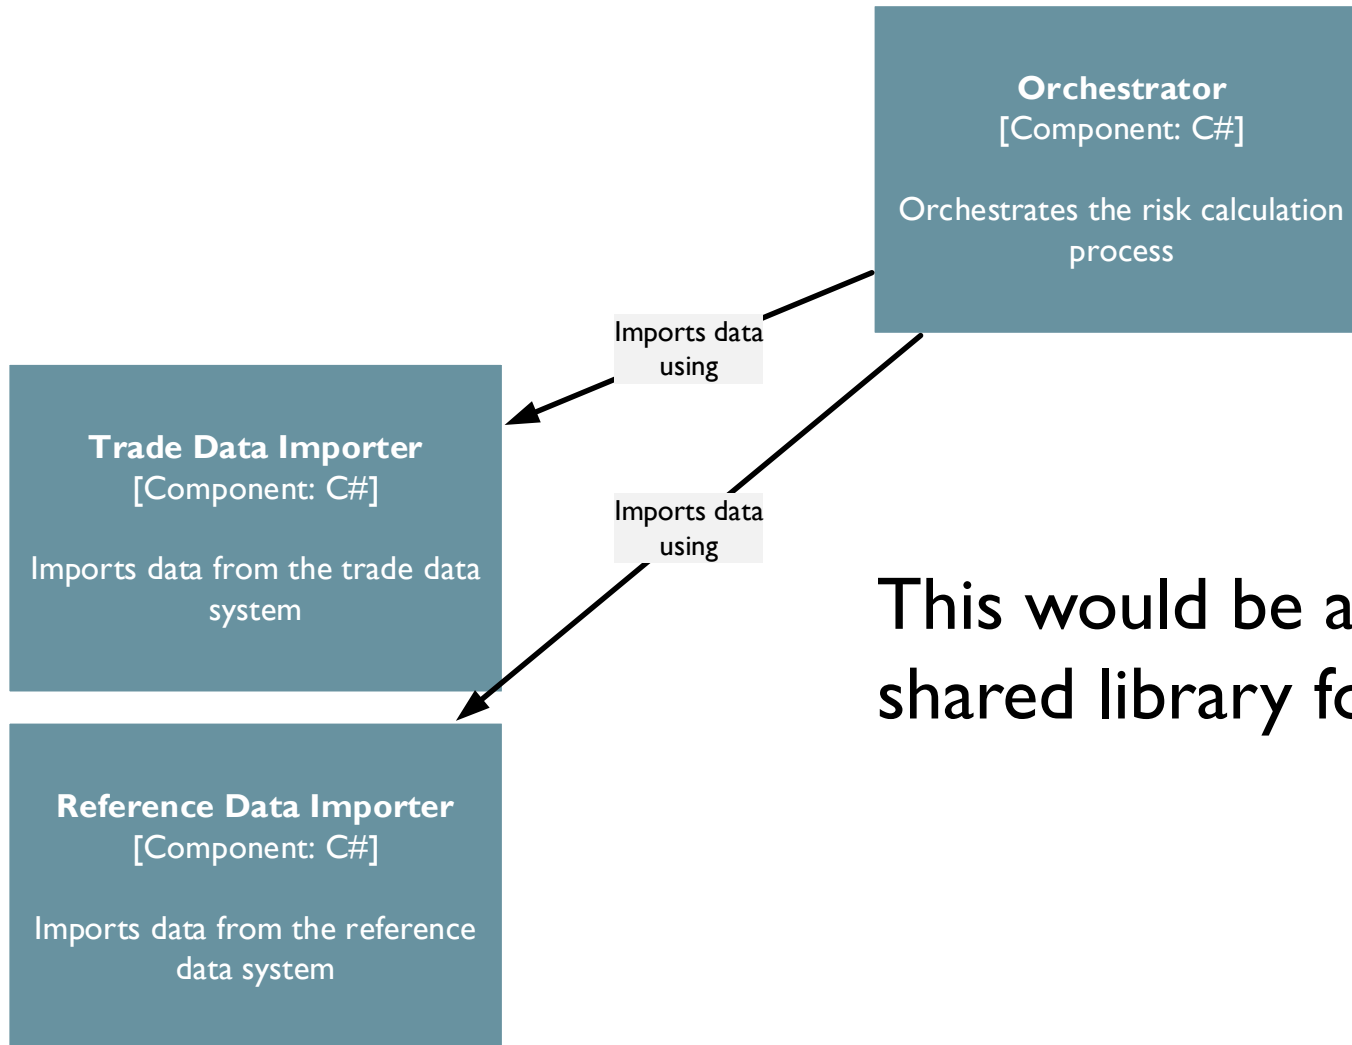 Orchestrator
[Component: C#]
Orchestrates the risk calculation
process
Imports data
using
Trade Data Importer
[Component: C#]
Imports data from the trade data
system
Imports data
using
This would be a
shared library fo
Reference Data Importer
[Component: C#]
Imports data from the reference
data system